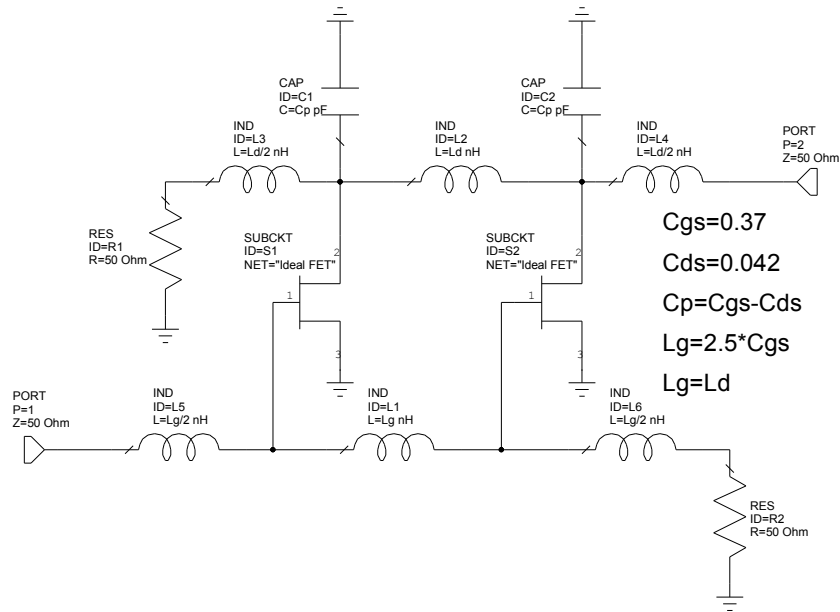 CAP
ID=C1
C=Cp pF
CAP
ID=C2
C=Cp pF
IND
ID=L3
L=Ld/2 nH
IND
ID=L2
L=Ld nH
IND
ID=L4
L=Ld/2 nH
PORT
P=2
Z=50 Ohm
RES
ID=R1
R=50 Ohm
SUBCKT
ID=S1
NET="Ideal FET"
1
2
3
SUBCKT
ID=S2
NET="Ideal FET"
1
2
3
Cgs=0.37
Cds=0.042
Cp=Cgs-Cds
Lg=2.5*Cgs
Lg=Ld
PORT
P=1
Z=50 Ohm
IND
ID=L5
L=Lg/2 nH
IND
ID=L1
L=Lg nH
IND
ID=L6
L=Lg/2 nH
RES
ID=R2
R=50 Ohm